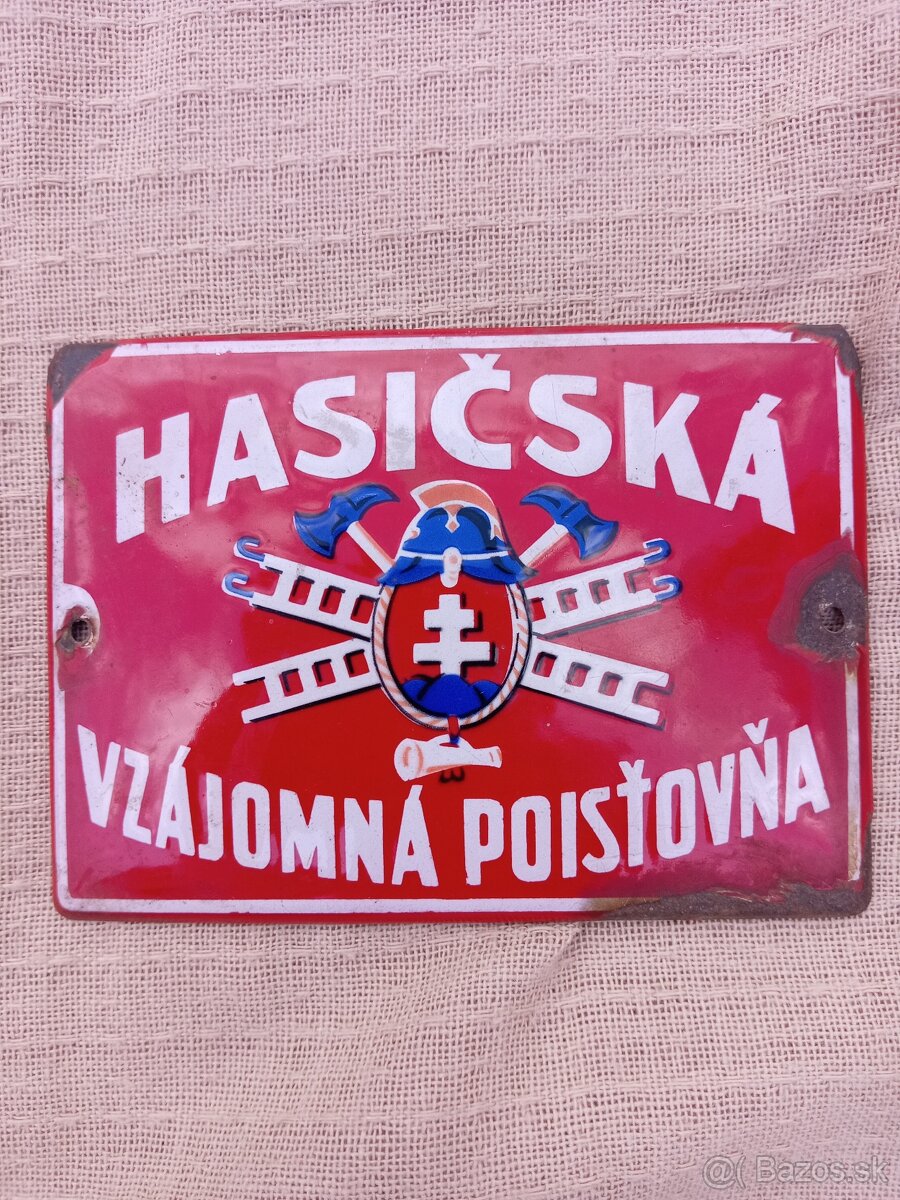 HASIČSKÁ
VZÁJOMNÁ POISŤOVŇA
@( Bazos.sk